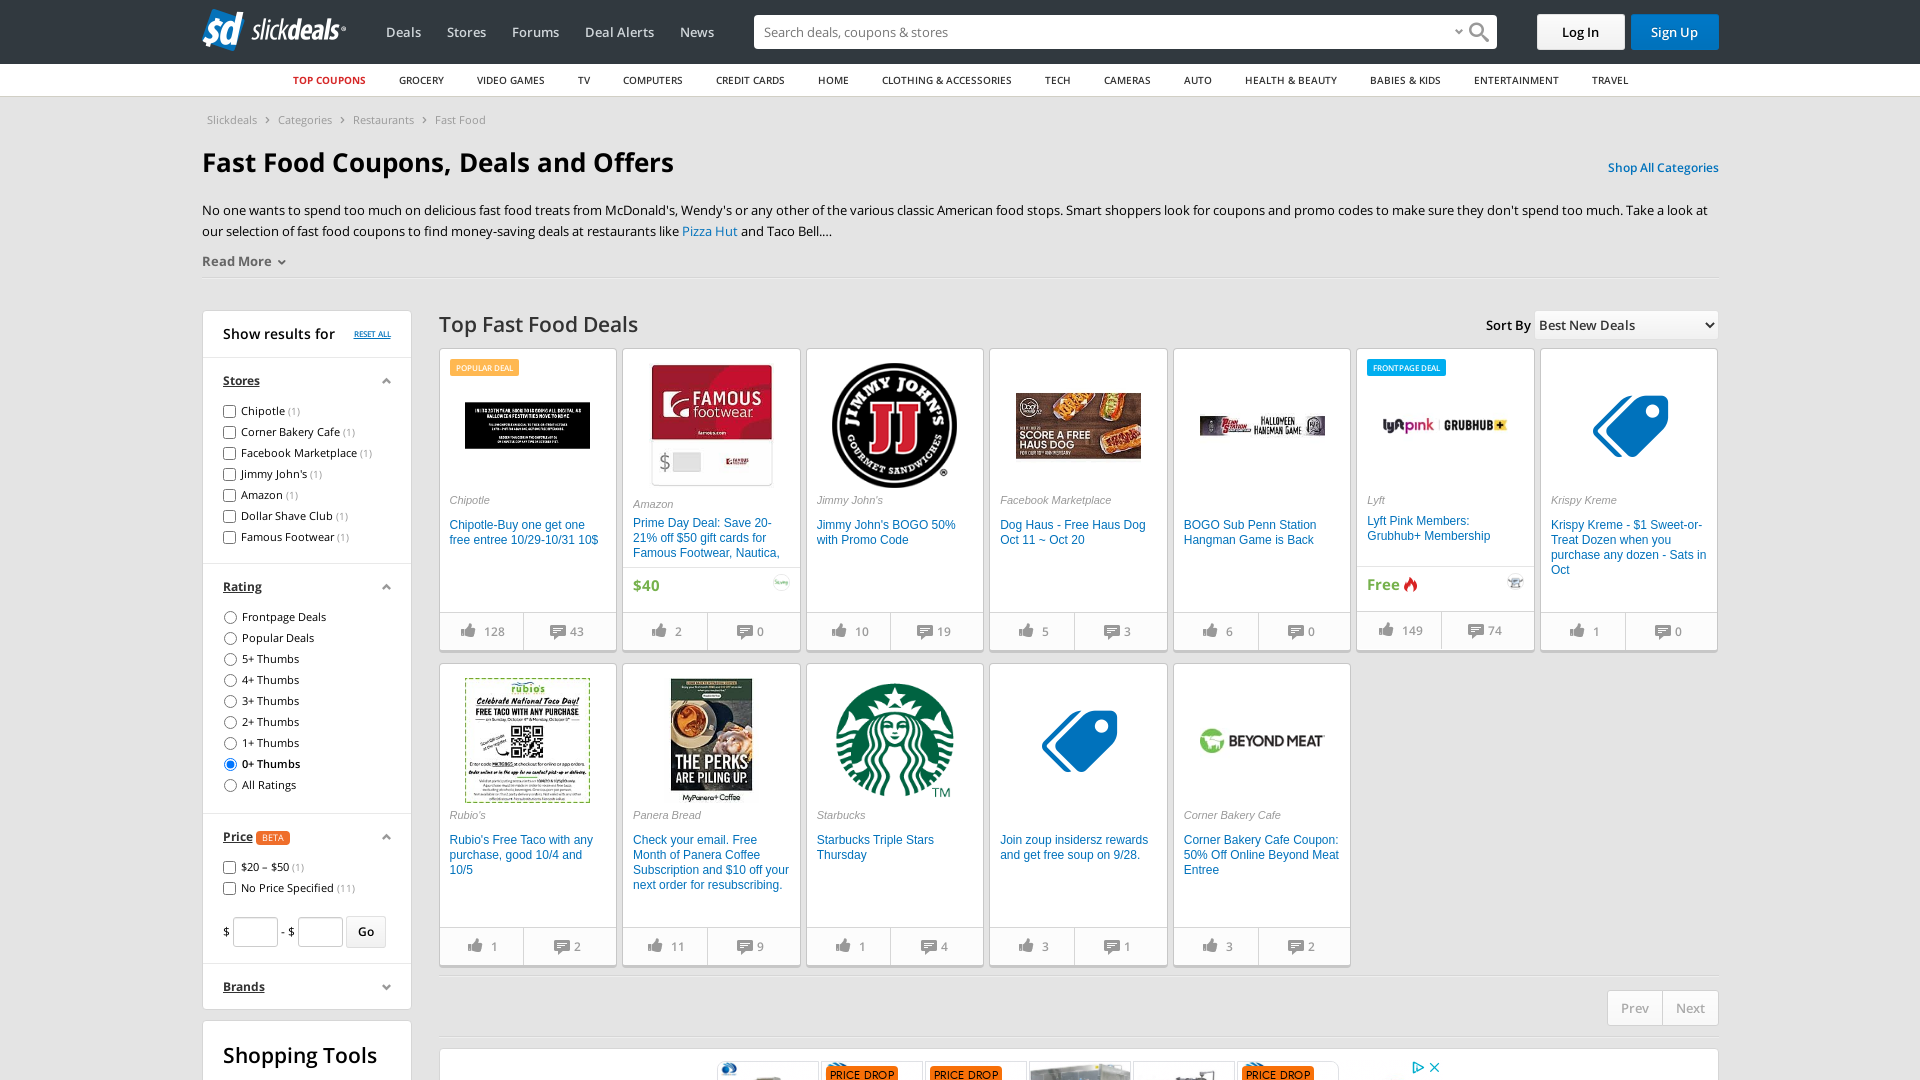 slickdeals
Deals
Stores
Forums
Deal Alerts
News
Search deals, coupons & stores
Log In
Sign Up
TOP COUPONS
GROCERY
VIDEO GAMES
TV
COMPUTERS
CREDIT CARDS
HOME
CLOTHING & ACCESSORIES
TECH
CAMERAS
AUTO
HEALTH & BEAUTY
BABIES & KIDS
ENTERTAINMENT
TRAVEL
Slickdeals > Categories > Restaurants > Fast Food
Fast Food Coupons, Deals and Offers
Shop All Categories
No one wants to spend too much on delicious fast food treats from McDonald's, Wendy's or any other of the various classic American food stops. Smart shoppers look for coupons and promo codes to make sure they don't spend too much. Take a look at
our selection of fast food coupons to find money-saving deals at restaurants like Pizza Hut and Taco Bell....
Read More
Show results for
RESET ALL
Stores
Chipotle (1)
Corner Bakery Cafe (1)
Facebook Marketplace (1)
Jimmy John's (1)
Amazon (1)
Dollar Shave Club (1)
Famous Footwear (1)
Rating
Frontpage Deals
Popular Deals
5+ Thumbs
4+ Thumbs
3+ Thumbs
2+ Thumbs
1+ Thumbs
0+ Thumbs
All Ratings
Price BETA
$20 – $50 (1)
No Price Specified (11)
$ - $ Go
Brands
Shopping Tools
Top Fast Food Deals
Sort By Best New Deals
POPULAR DEAL
Chipotle
Chipotle-Buy one get one
free entree 10/29-10/31 10$
128
43
FAMOUS
footwear
$
Amazon
Prime Day Deal: Save 20-
21% off $50 gift cards for
Famous Footwear, Nautica,
$40
2
0
JIMMY JOHN'S
JJ
GOURMET SANDWICHES
Jimmy John's
Jimmy John's BOGO 50%
with Promo Code
10
19
SCORE A FREE
HAUS DOG
Facebook Marketplace
Dog Haus - Free Haus Dog
Oct 11 ~ Oct 20
5
3
HALLOWEEN
HANGMAN GAME
BOGO Sub Penn Station
Hangman Game is Back
6
0
FRONTPAGE DEAL
lyft pink | GRUBHUB+
Lyft
Lyft Pink Members:
Grubhub+ Membership
Free
149
74
Krispy Kreme
Krispy Kreme - $1 Sweet-or-
Treat Dozen when you
purchase any dozen - Sats in
Oct
1
0
rubio's
Celebrate National Taco Day!
FREE TACO WITH ANY PURCHASE
Rubio's
Rubio's Free Taco with any
purchase, good 10/4 and
10/5
1
2
THE PERKS
ARE PILING UP.
MyPanera+ Coffee
Panera Bread
Check your email. Free
Month of Panera Coffee
Subscription and $10 off your
next order for resubscribing.
11
9
TM
Starbucks
Starbucks Triple Stars
Thursday
1
4
Join zoup insidersz rewards
and get free soup on 9/28.
3
1
BEYOND MEAT
Corner Bakery Cafe
Corner Bakery Cafe Coupon:
50% Off Online Beyond Meat
Entree
3
2
Prev
Next
PRICE DROP
PRICE DROP
PRICE DROP